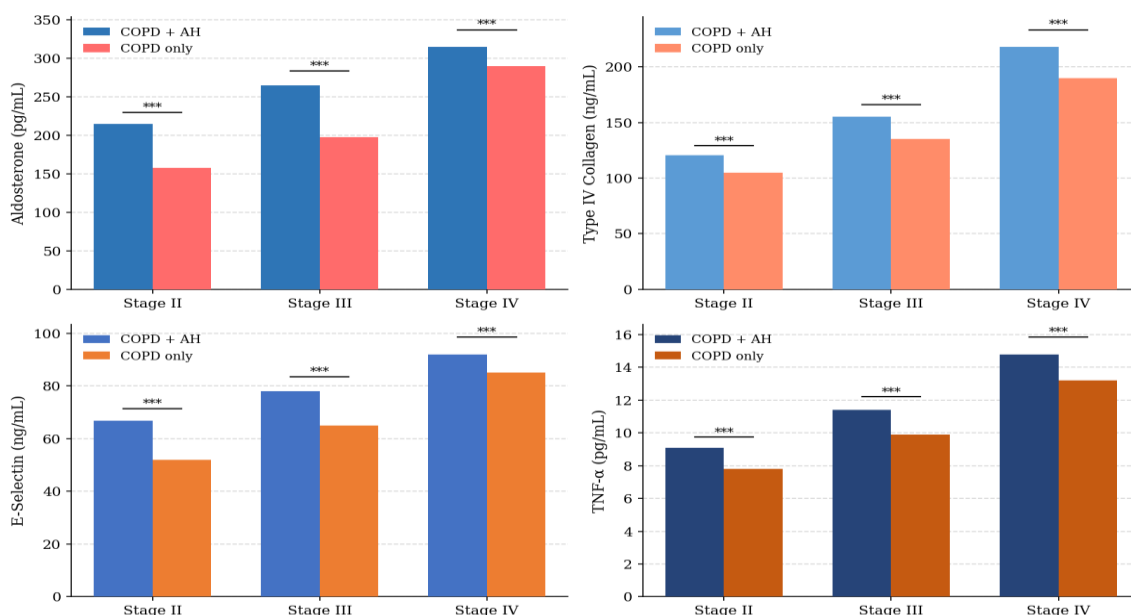 COPD + AH
COPD only
***
***
***
Aldosterone (pg/mL)
350
300
250
200
150
100
50
0
Stage II
Stage III
Stage IV
COPD + AH
COPD only
***
***
***
Type IV Collagen (ng/mL)
200
150
100
50
0
Stage II
Stage III
Stage IV
COPD + AH
COPD only
***
***
***
E-Selectin (ng/mL)
100
80
60
40
20
0
Stage II
Stage III
Stage IV
COPD + AH
COPD only
***
***
***
TNF-α (pg/mL)
16
14
12
10
8
6
4
2
0
Stage II
Stage III
Stage IV